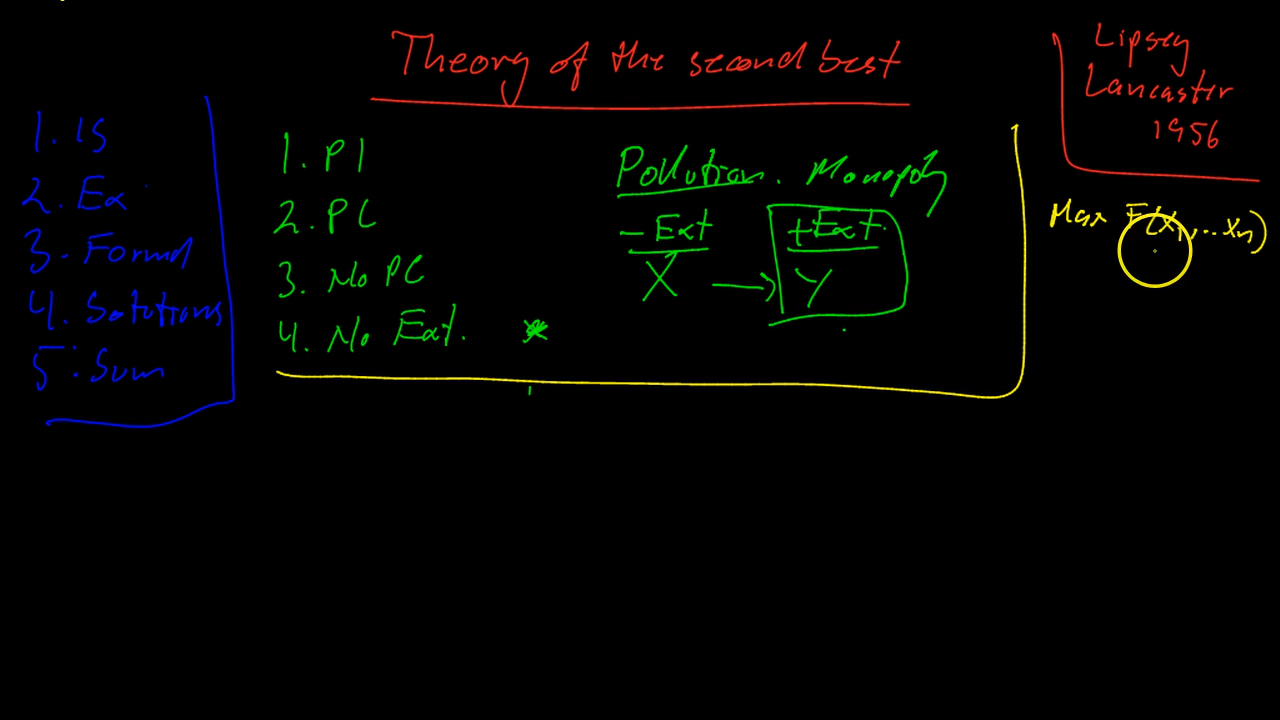 Theory of the second best
Lipsey
Lancaster
1956
1. IS
2. Ex
3. Formal
4. Solutions
5. Sum
1. PI
2. PC
3. No PC
4. No Ext.
Pollution. Monopoly
- Ext +Ext.
X → Y
Max F(x1,...xn)